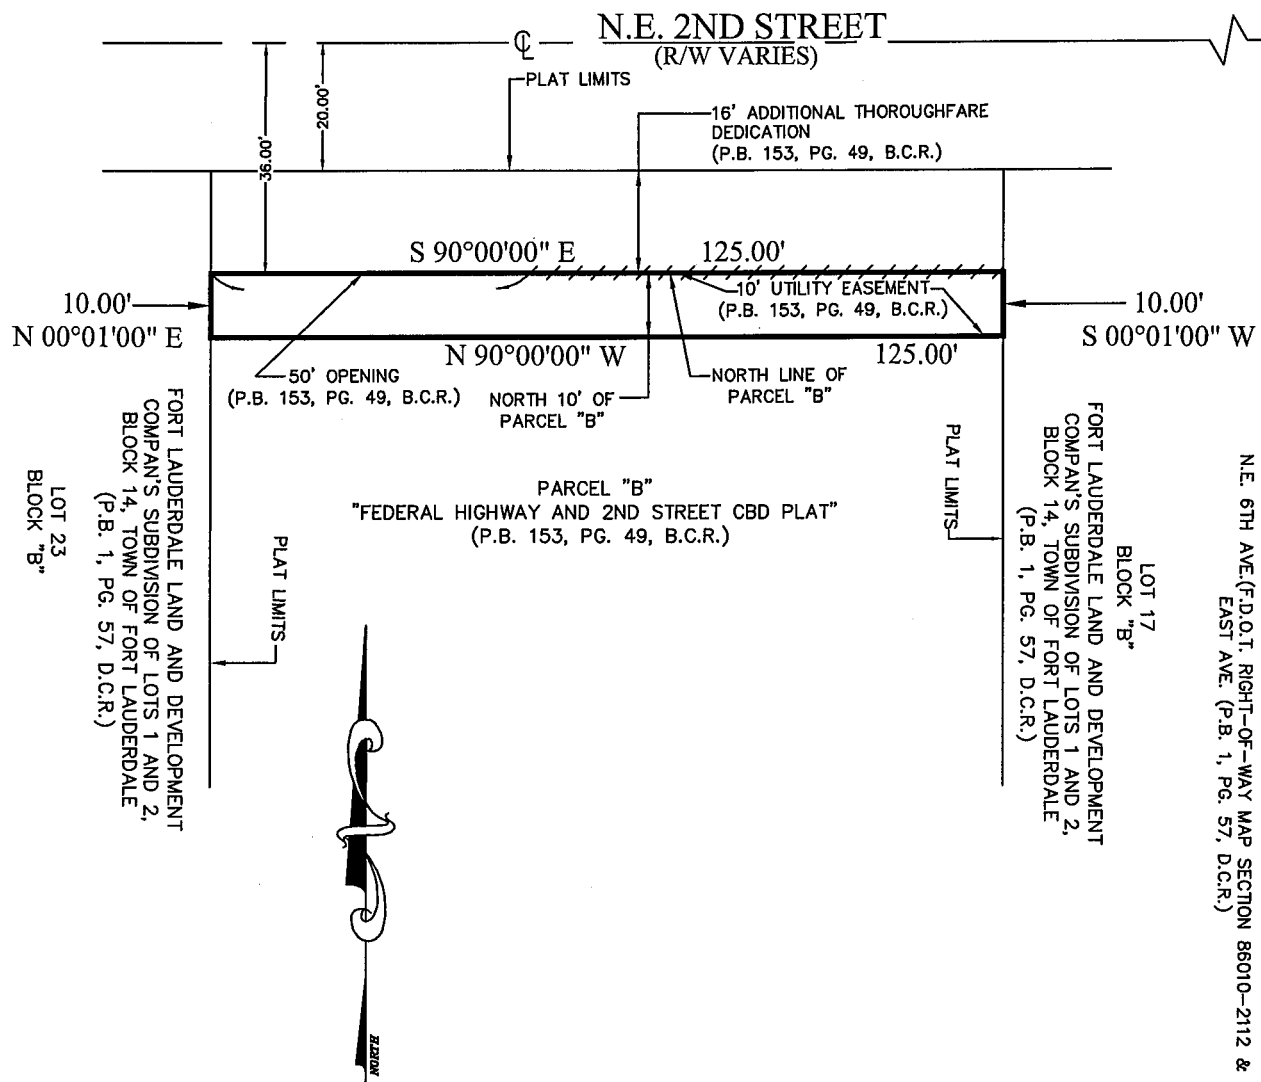 N.E. 2ND STREET
(R/W VARIES)
℄
PLAT LIMITS
20.00'
36.00'
16' ADDITIONAL THOROUGHFARE
DEDICATION
(P.B. 153, PG. 49, B.C.R.)
S 90°00'00" E
125.00'
10' UTILITY EASEMENT
(P.B. 153, PG. 49, B.C.R.)
10.00'
N 00°01'00" E
10.00'
S 00°01'00" W
N 90°00'00" W
125.00'
50' OPENING
(P.B. 153, PG. 49, B.C.R.)
NORTH 10' OF
PARCEL "B"
NORTH LINE OF
PARCEL "B"
PARCEL "B"
"FEDERAL HIGHWAY AND 2ND STREET CBD PLAT"
(P.B. 153, PG. 49, B.C.R.)
LOT 23
BLOCK "B"
FORT LAUDERDALE LAND AND DEVELOPMENT
COMPAN'S SUBDIVISION OF LOTS 1 AND 2,
BLOCK 14, TOWN OF FORT LAUDERDALE
(P.B. 1, PG. 57, D.C.R.)
PLAT LIMITS
PLAT LIMITS
LOT 17
BLOCK "B"
FORT LAUDERDALE LAND AND DEVELOPMENT
COMPAN'S SUBDIVISION OF LOTS 1 AND 2,
BLOCK 14, TOWN OF FORT LAUDERDALE
(P.B. 1, PG. 57, D.C.R.)
N.E. 6TH AVE.(F.D.O.T. RIGHT-OF-WAY MAP SECTION 86010-2112 &
EAST AVE. (P.B. 1, PG. 57, D.C.R.)
NORTH